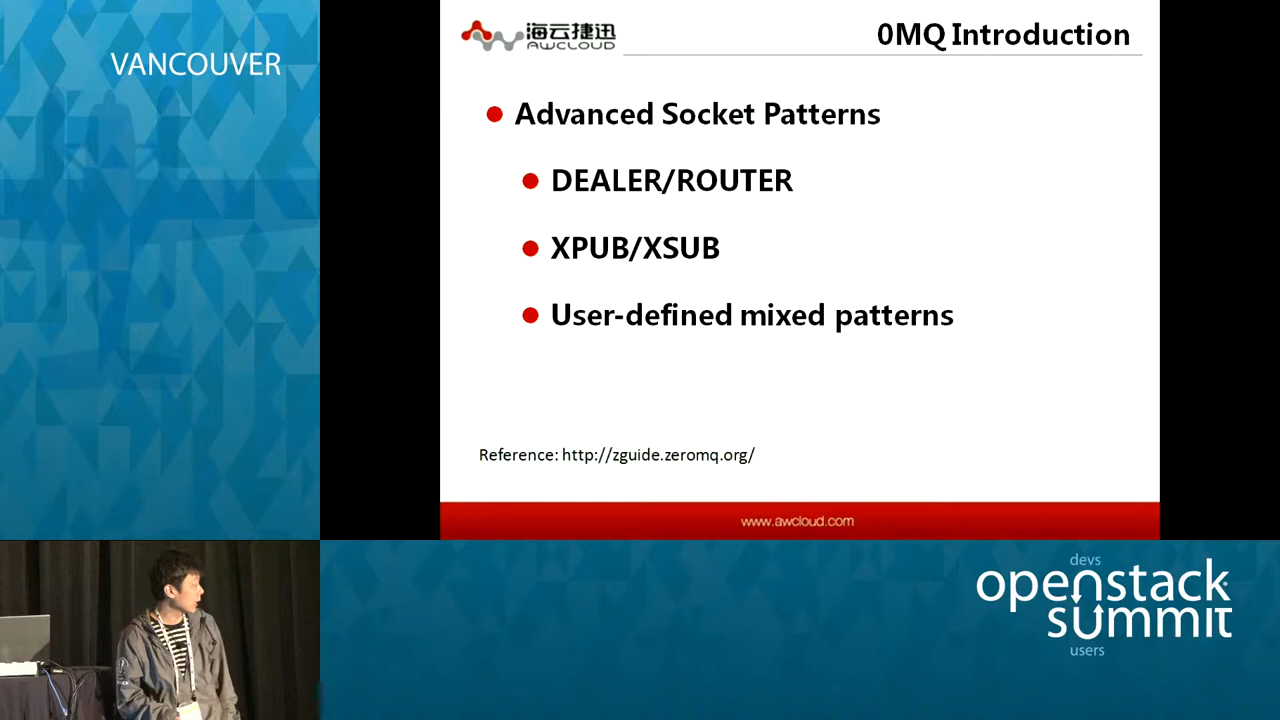 VANCOUVER
海云捷迅
AWCLOUD
0MQ Introduction
Advanced Socket Patterns
DEALER/ROUTER
XPUB/XSUB
User-defined mixed patterns
Reference: http://zguide.zeromq.org/
www.awcloud.com
devs
openstack
summit
users